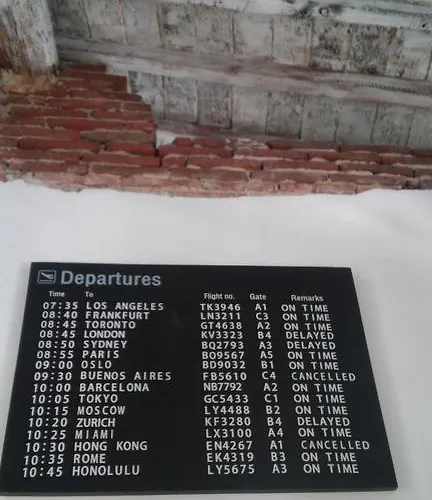 Departures
Time To Flight no. Gate Remarks
07:35 LOS ANGELES TK3946 A1 ON TIME
08:40 FRANKFURT LN3211 C3 ON TIME
08:45 TORONTO GT4638 A2 ON TIME
08:45 LONDON KV3323 B4 DELAYED
08:50 SYDNEY BQ2793 A3 DELAYED
08:55 PARIS BO9567 A5 ON TIME
09:00 OSLO BD9032 B1 ON TIME
09:30 BUENOS AIRES FB5610 C4 CANCELLED
10:00 BARCELONA NB7792 A2 ON TIME
10:05 TOKYO GC5433 C1 ON TIME
10:15 MOSCOW LY4488 B2 ON TIME
10:20 ZURICH KF3280 B4 DELAYED
10:25 MIAMI LX3100 A4 ON TIME
10:30 HONG KONG EN4267 A1 CANCELLED
10:35 ROME EK4319 B3 ON TIME
10:45 HONOLULU LY5675 A3 ON TIME